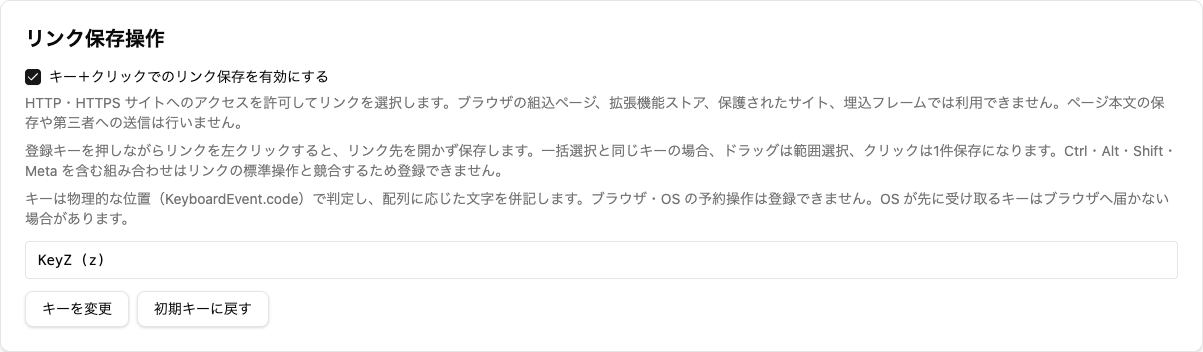 リンク保存操作
キー＋クリックでのリンク保存を有効にする
HTTP・HTTPS サイトへのアクセスを許可してリンクを選択します。ブラウザの組込ページ、拡張機能ストア、保護されたサイト、埋込フレームでは利用できません。ページ本文の保
存や第三者への送信は行いません。
登録キーを押しながらリンクを左クリックすると、リンク先を開かず保存します。一括選択と同じキーの場合、ドラッグは範囲選択、クリックは1件保存になります。Ctrl・Alt・Shift・
Meta を含む組み合わせはリンクの標準操作と競合するため登録できません。
キーは物理的な位置（KeyboardEvent.code）で判定し、配列に応じた文字を併記します。ブラウザ・OS の予約操作は登録できません。OS が先に受け取るキーはブラウザへ届かない
場合があります。
KeyZ (z)
キーを変更 初期キーに戻す